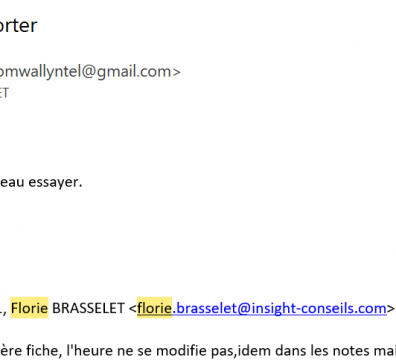 orter
omwallyntel@gmail.com>
ET
eau essayer.
., Florie BRASSELET <florie.brasselet@insight-conseils.com>
ère fiche, l'heure ne se modifie pas,idem dans les notes mai